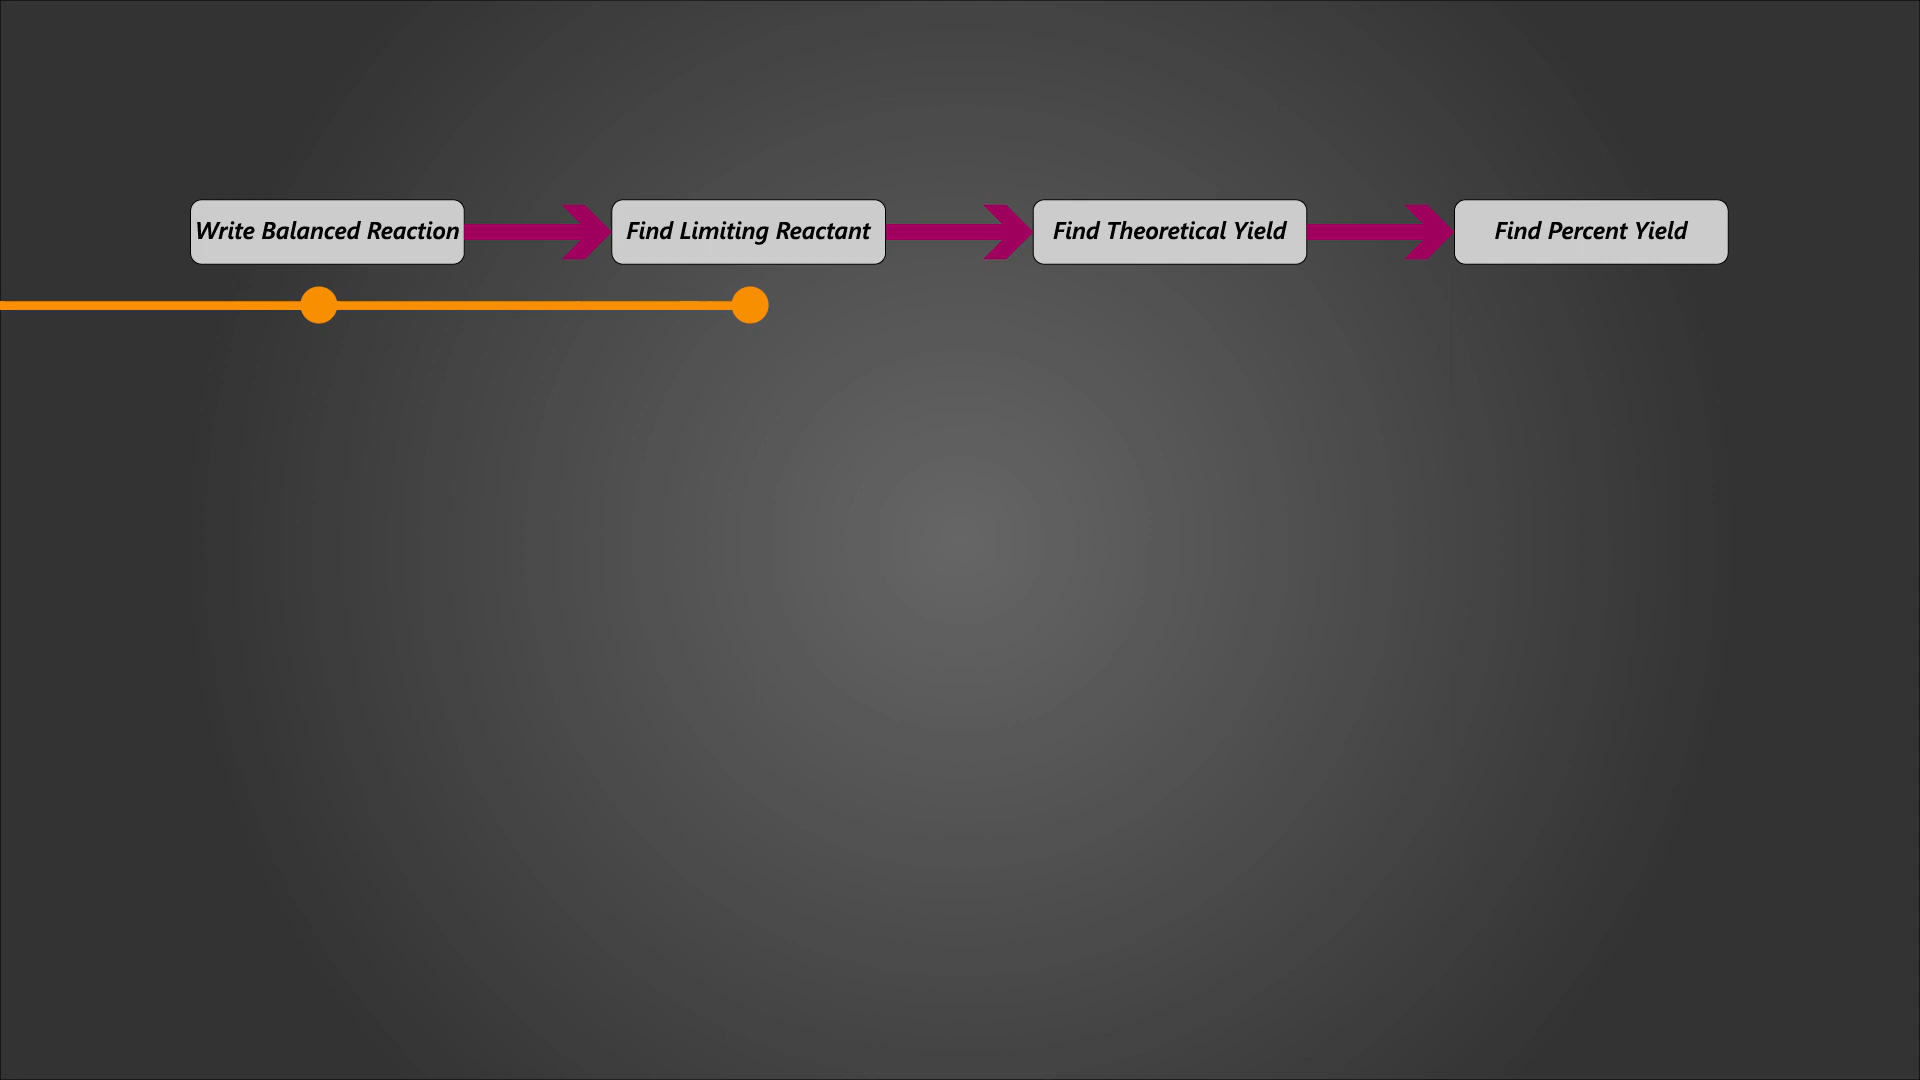 Write Balanced Reaction
Find Limiting Reactant
Find Theoretical Yield
Find Percent Yield